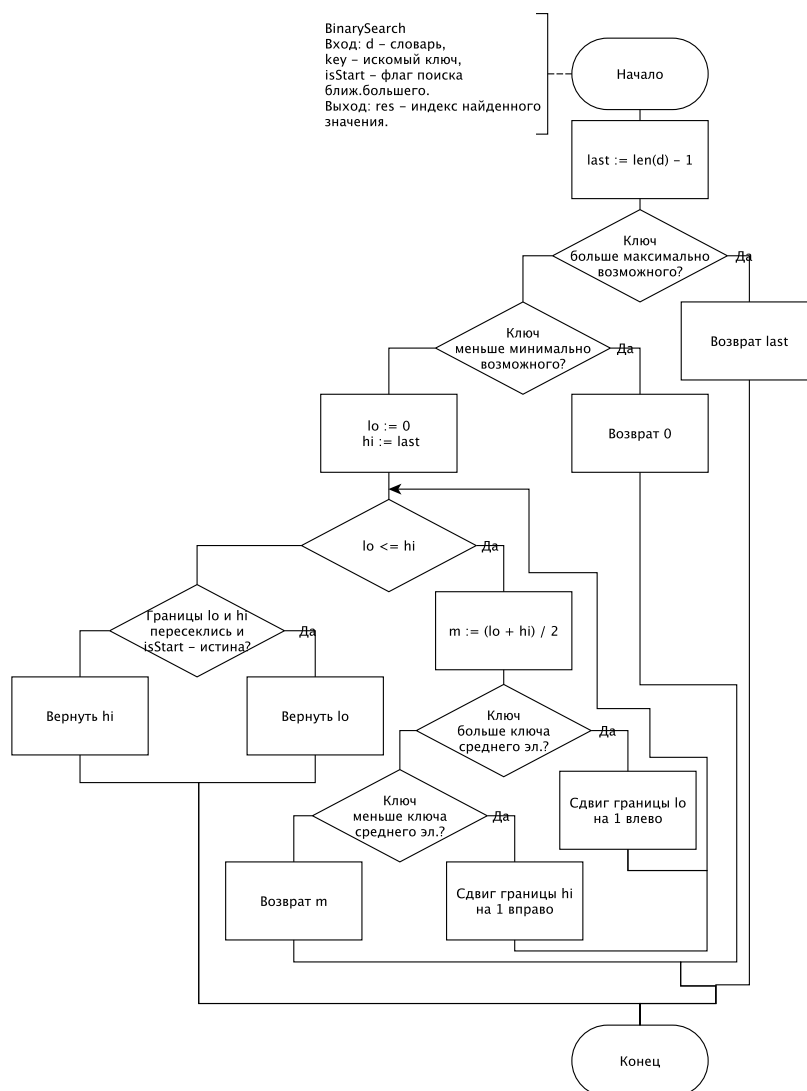 BinarySearch
Вход: d – словарь,
key – искомый ключ,
isStart – флаг поиска
ближ.большего.
Выход: res – индекс найденного
значения.
Начало
last := len(d) – 1
Ключ
больше максимально
возможного?
Да
Возврат last
Ключ
меньше минимально
возможного?
Да
lo := 0
hi := last
Возврат 0
lo <= hi
Да
Границы lo и hi
пересеклись и
isStart – истина?
Да
m := (lo + hi) / 2
Вернуть hi
Вернуть lo
Ключ
больше ключа
среднего эл.?
Да
Сдвиг границы lo
на 1 влево
Ключ
меньше ключа
среднего эл.?
Да
Возврат m
Сдвиг границы hi
на 1 вправо
Конец